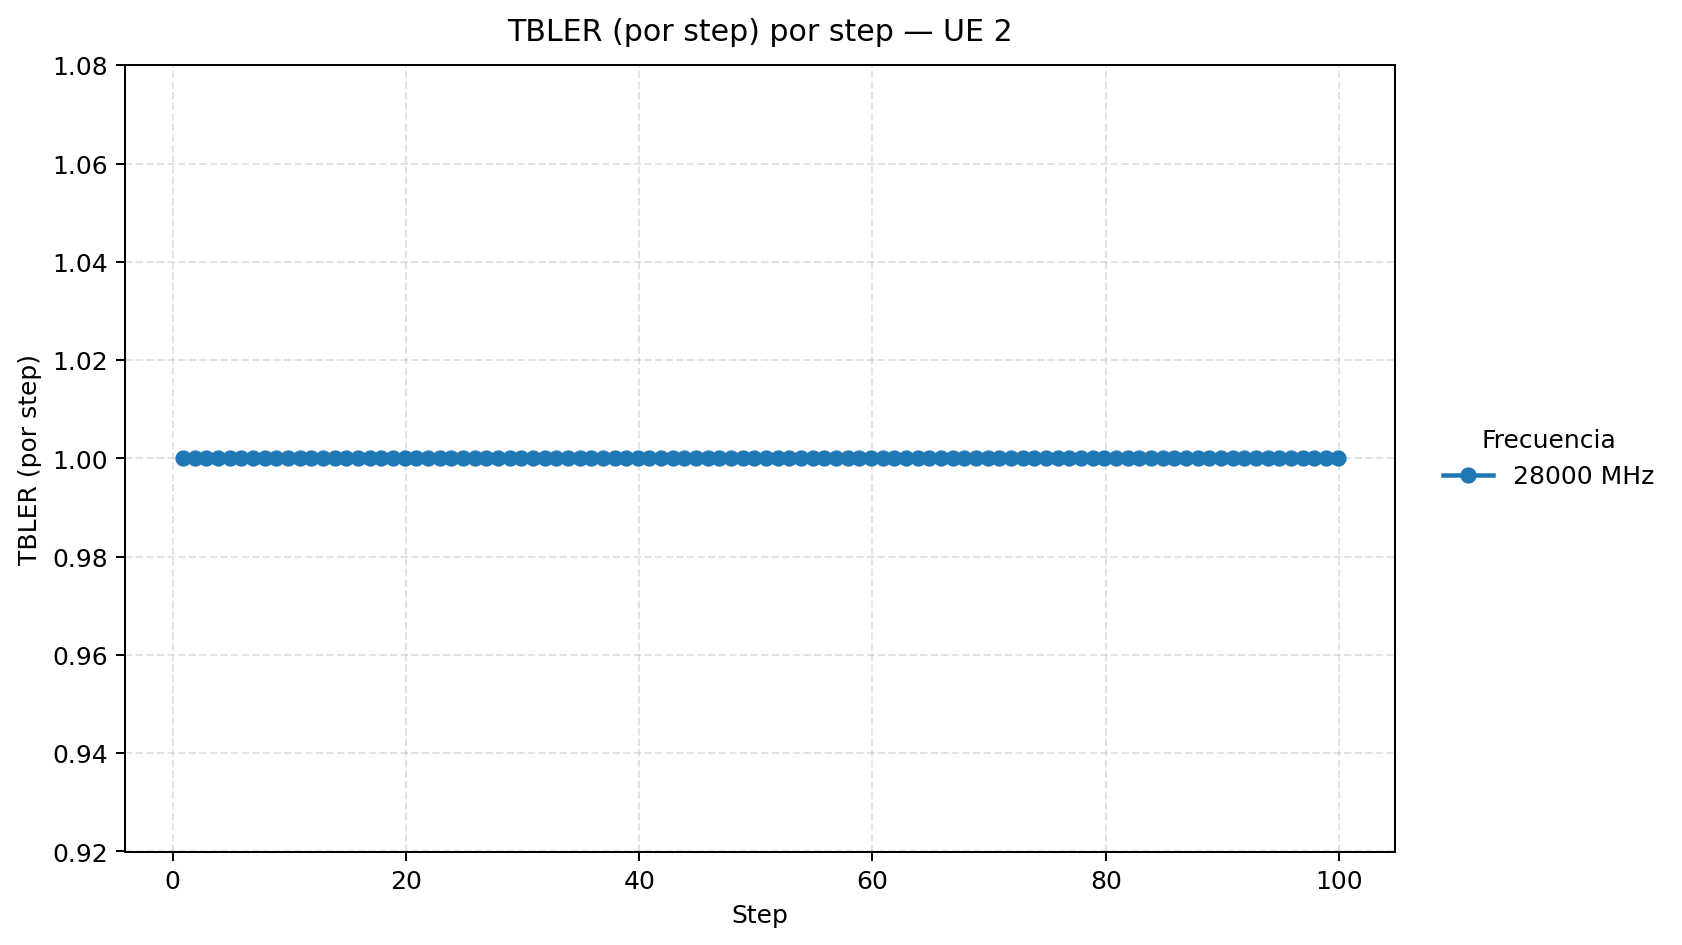 TBLER (por step) por step — UE 2
1.08
1.06
1.04
1.02
1.00
0.98
0.96
0.94
0.92
TBLER (por step)
0 20 40 60 80 100
Step
Frecuencia
28000 MHz